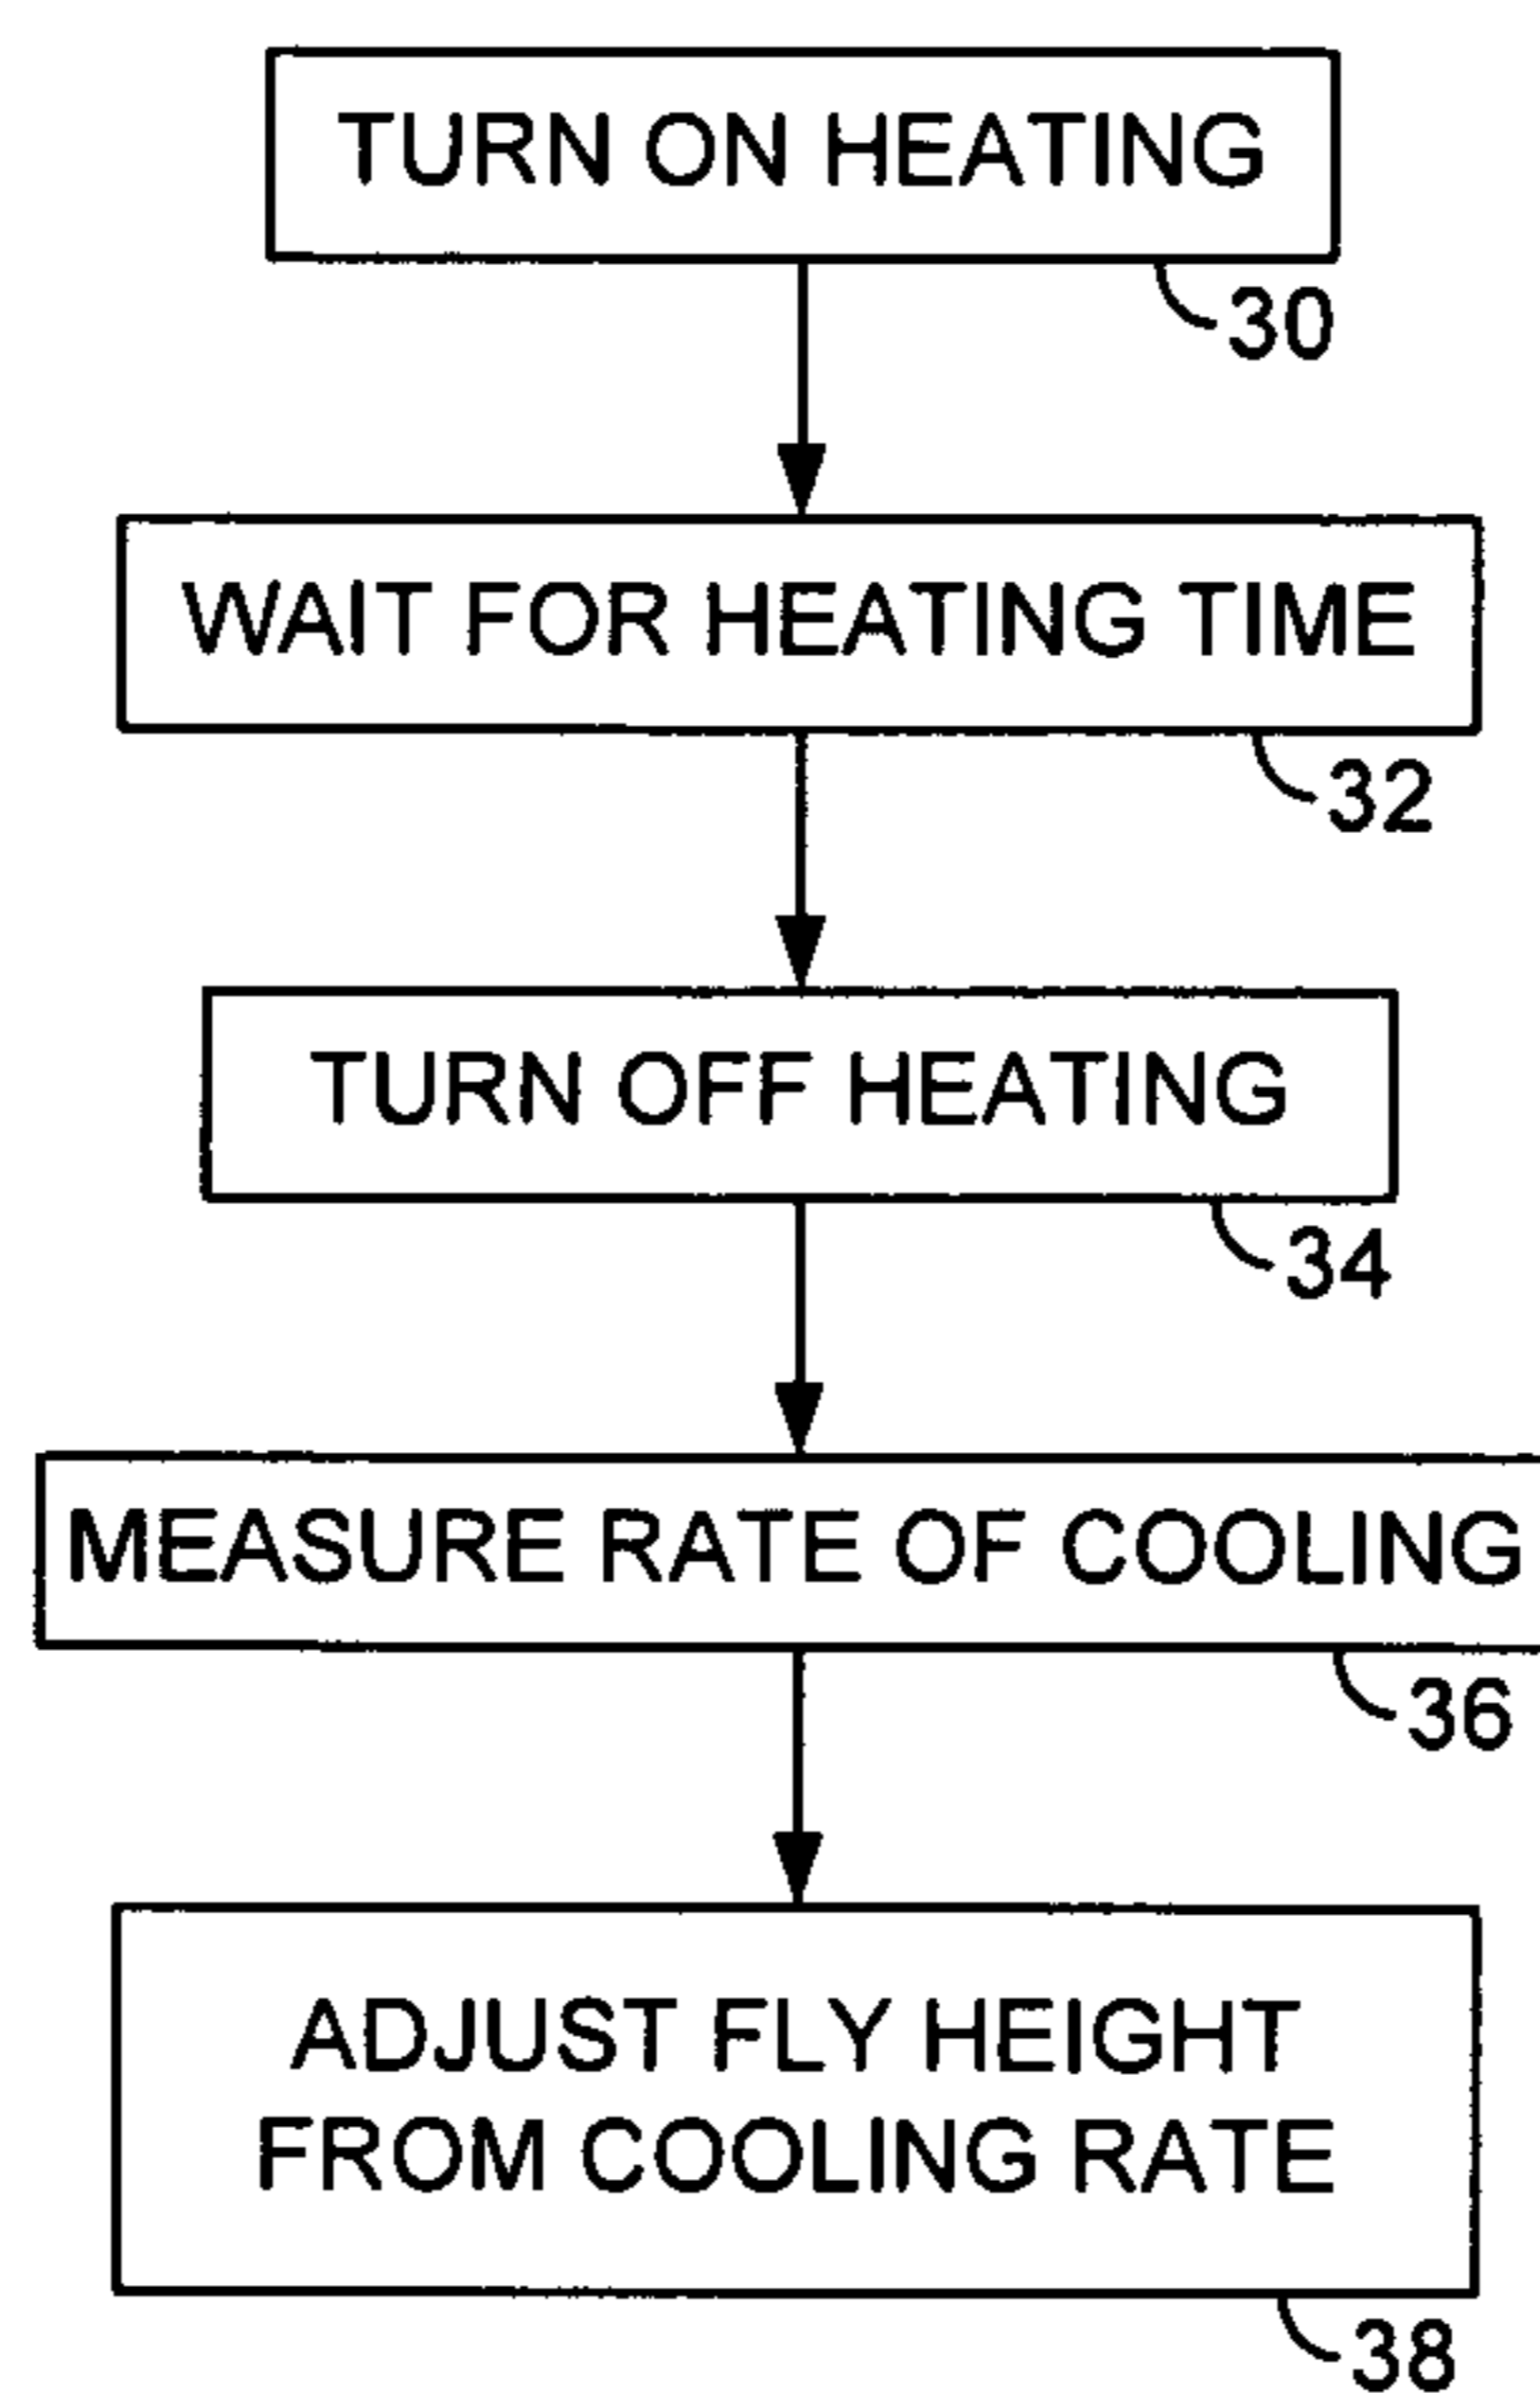 TURN ON HEATING
30
WAIT FOR HEATING TIME
32
TURN OFF HEATING
34
MEASURE RATE OF COOLING
36
ADJUST FLY HEIGHT
FROM COOLING RATE
38